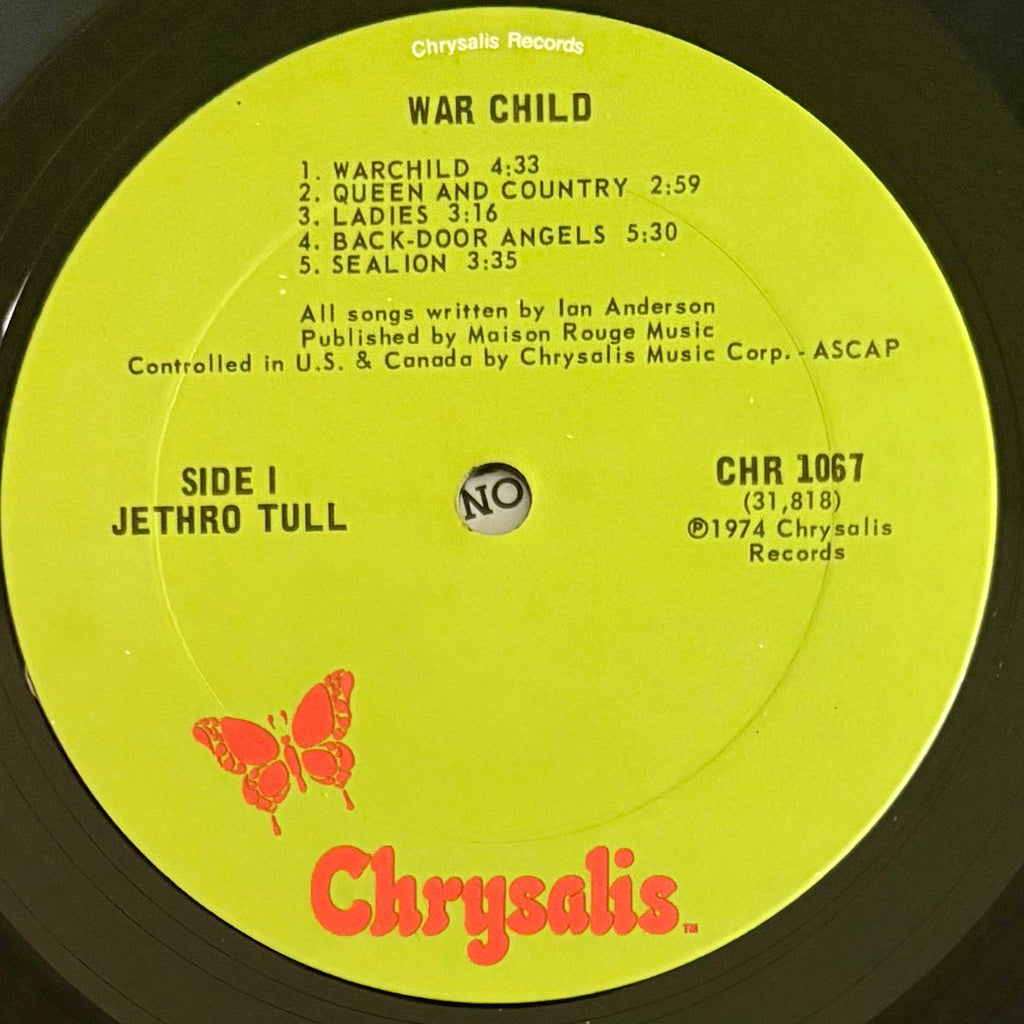 Chrysalis Records
WAR CHILD
1. WARCHILD 4:33
2. QUEEN AND COUNTRY 2:59
3. LADIES 3:16
4. BACK-DOOR ANGELS 5:30
5. SEALION 3:35
All songs written by Ian Anderson
Published by Maison Rouge Music
Controlled in U.S. & Canada by Chrysalis Music Corp. - ASCAP
SIDE I
JETHRO TULL
NO
CHR 1067
(31,818)
℗1974 Chrysalis
Records
Chrysalis™